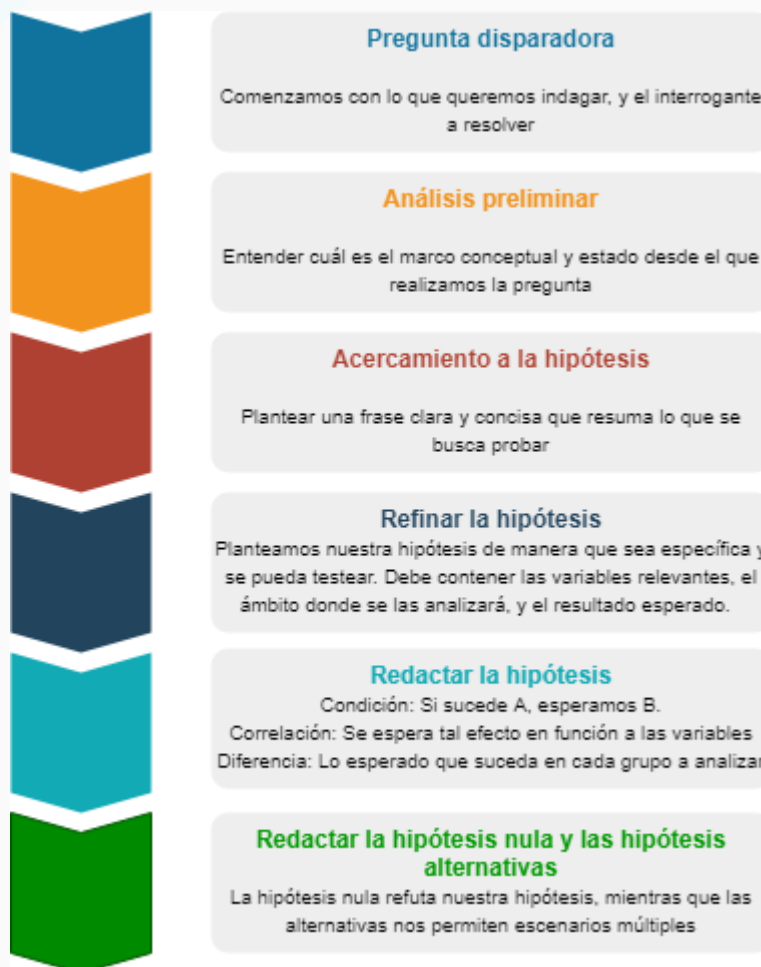 Pregunta disparadora
Comenzamos con lo que queremos indagar, y el interrogante
a resolver
Análisis preliminar
Entender cuál es el marco conceptual y estado desde el que
realizamos la pregunta
Acercamiento a la hipótesis
Plantear una frase clara y concisa que resuma lo que se
busca probar
Refinar la hipótesis
Planteamos nuestra hipótesis de manera que sea específica y
se pueda testear. Debe contener las variables relevantes, el
ámbito donde se las analizará, y el resultado esperado.
Redactar la hipótesis
Condición: Si sucede A, esperamos B.
Correlación: Se espera tal efecto en función a las variables
Diferencia: Lo esperado que suceda en cada grupo a analizar
Redactar la hipótesis nula y las hipótesis
alternativas
La hipótesis nula refuta nuestra hipótesis, mientras que las
alternativas nos permiten escenarios múltiples